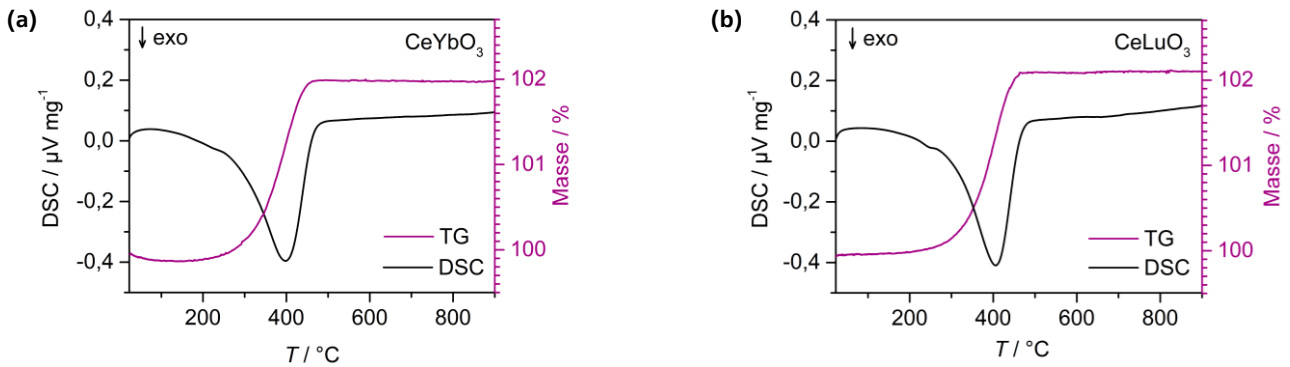 (a)
↓ exo
CeYbO₃
0,4
0,2
0,0
-0,2
-0,4
DSC / µV mg⁻¹
102
101
100
Masse / %
TG
DSC
200 400 600 800
T / °C
(b)
↓ exo
CeLuO₃
0,4
0,2
0,0
-0,2
-0,4
DSC / µV mg⁻¹
102
101
100
Masse / %
TG
DSC
200 400 600 800
T / °C